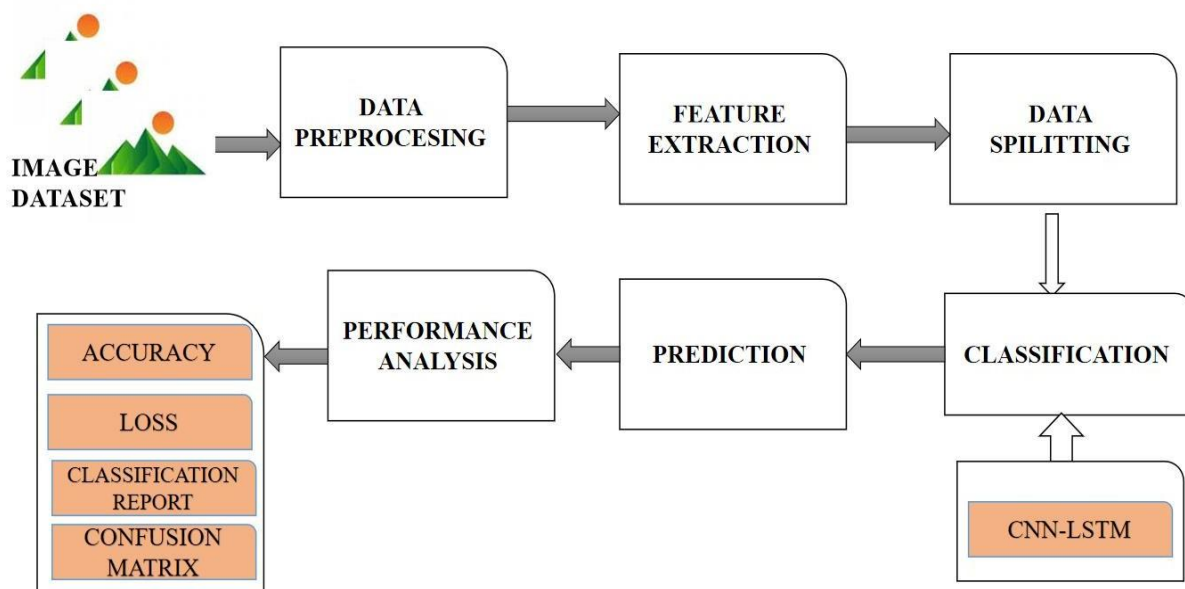 IMAGE
DATASET
DATA
PREPROCESING
FEATURE
EXTRACTION
DATA
SPILITTING
CLASSIFICATION
CNN-LSTM
PREDICTION
PERFORMANCE
ANALYSIS
ACCURACY
LOSS
CLASSIFICATION
REPORT
CONFUSION
MATRIX